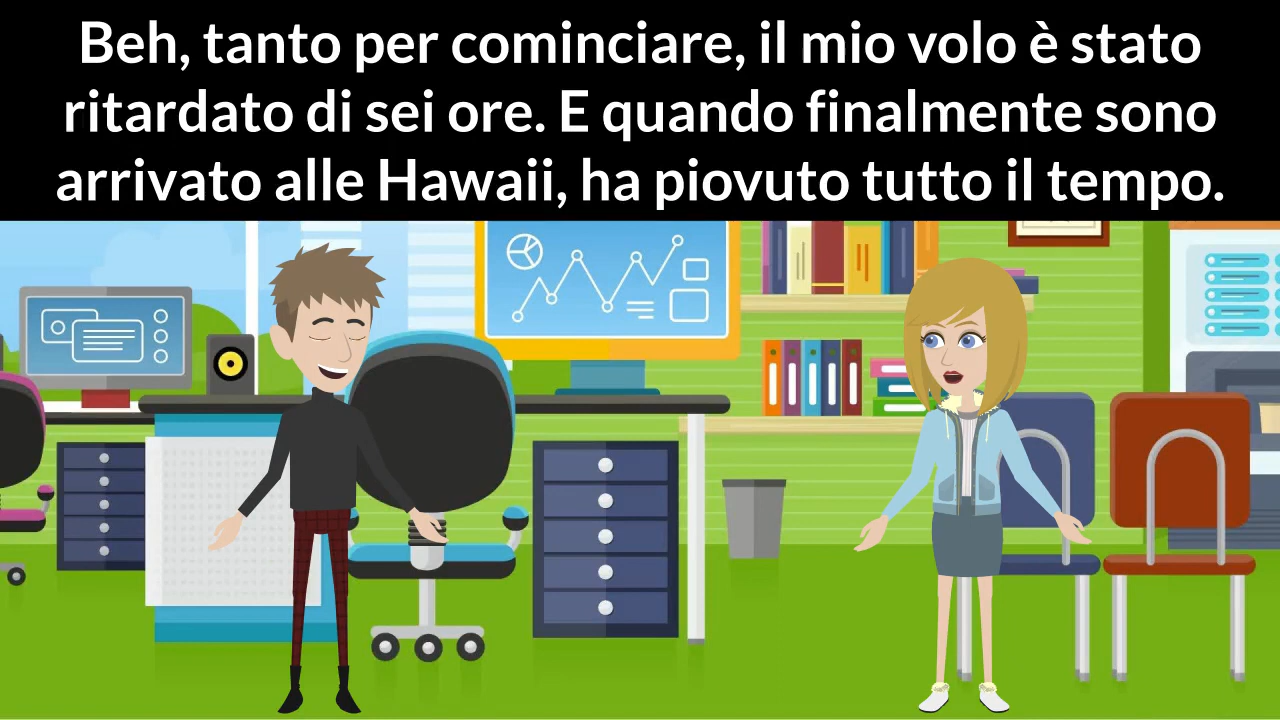 Beh, tanto per cominciare, il mio volo è stato
ritardato di sei ore. E quando finalmente sono
arrivato alle Hawaii, ha piovuto tutto il tempo.